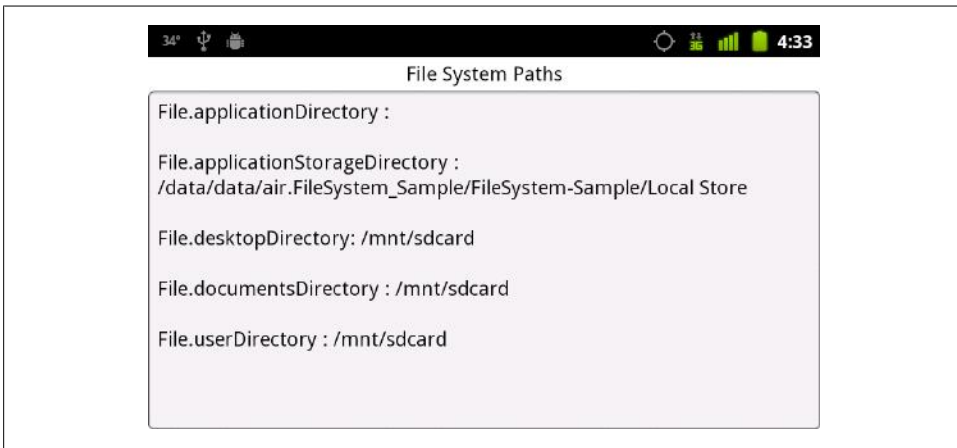 34° 3G 4:33
File System Paths
File.applicationDirectory :
File.applicationStorageDirectory :
/data/data/air.FileSystem_Sample/FileSystem-Sample/Local Store
File.desktopDirectory: /mnt/sdcard
File.documentsDirectory : /mnt/sdcard
File.userDirectory : /mnt/sdcard